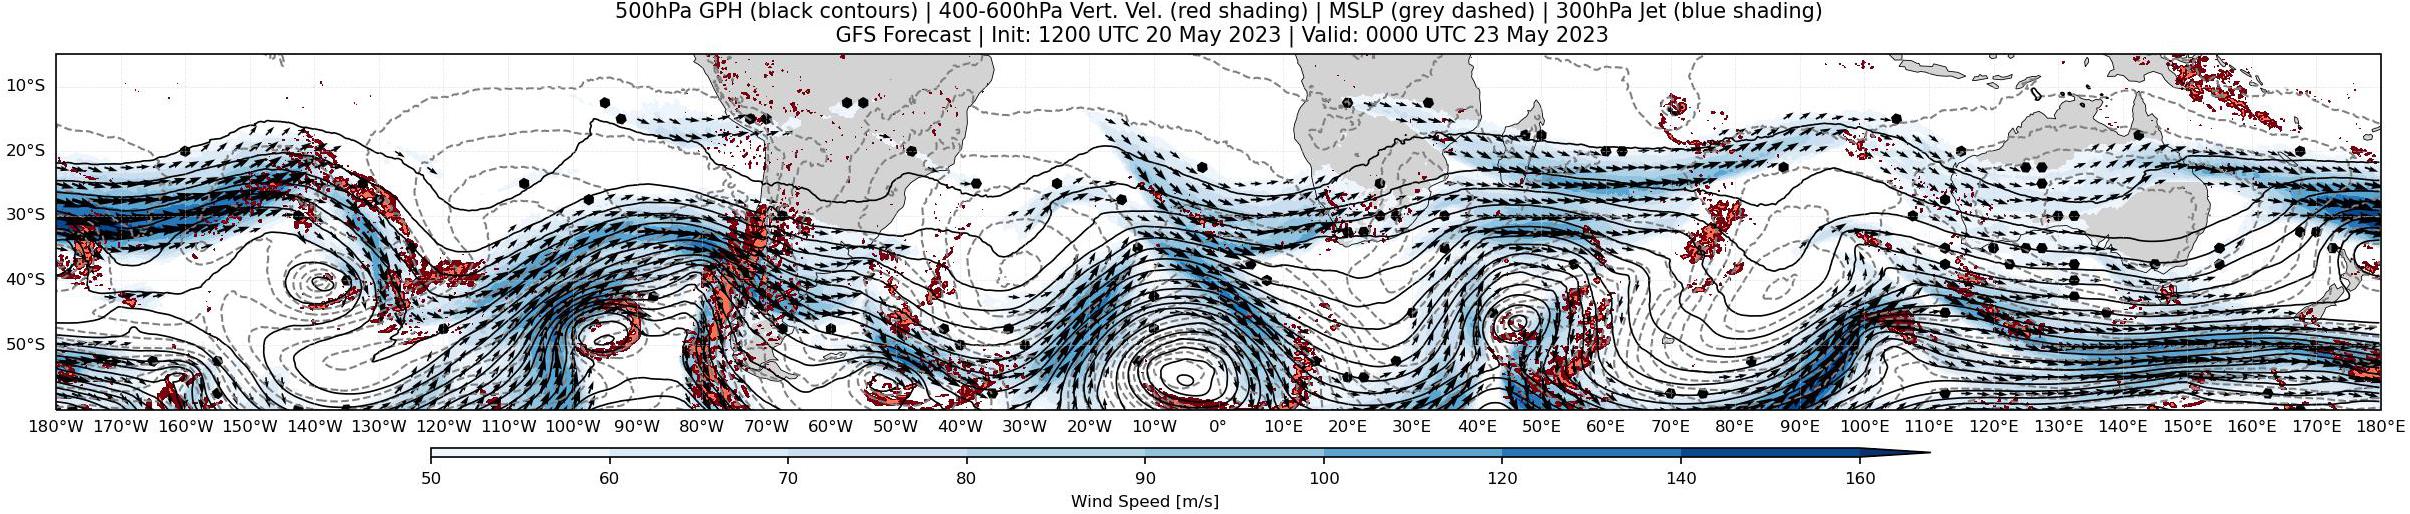 500hPa GPH (black contours) | 400-600hPa Vert. Vel. (red shading) | MSLP (grey dashed) | 300hPa Jet (blue shading)
GFS Forecast | Init: 1200 UTC 20 May 2023 | Valid: 0000 UTC 23 May 2023
10°S
20°S
30°S
40°S
50°S
180°W 170°W 160°W 150°W 140°W 130°W 120°W 110°W 100°W 90°W 80°W 70°W 60°W 50°W 40°W 30°W 20°W 10°W 0° 10°E 20°E 30°E 40°E 50°E 60°E 70°E 80°E 90°E 100°E 110°E 120°E 130°E 140°E 150°E 160°E 170°E 180°E
50 60 70 80 90 100 120 140 160
Wind Speed [m/s]